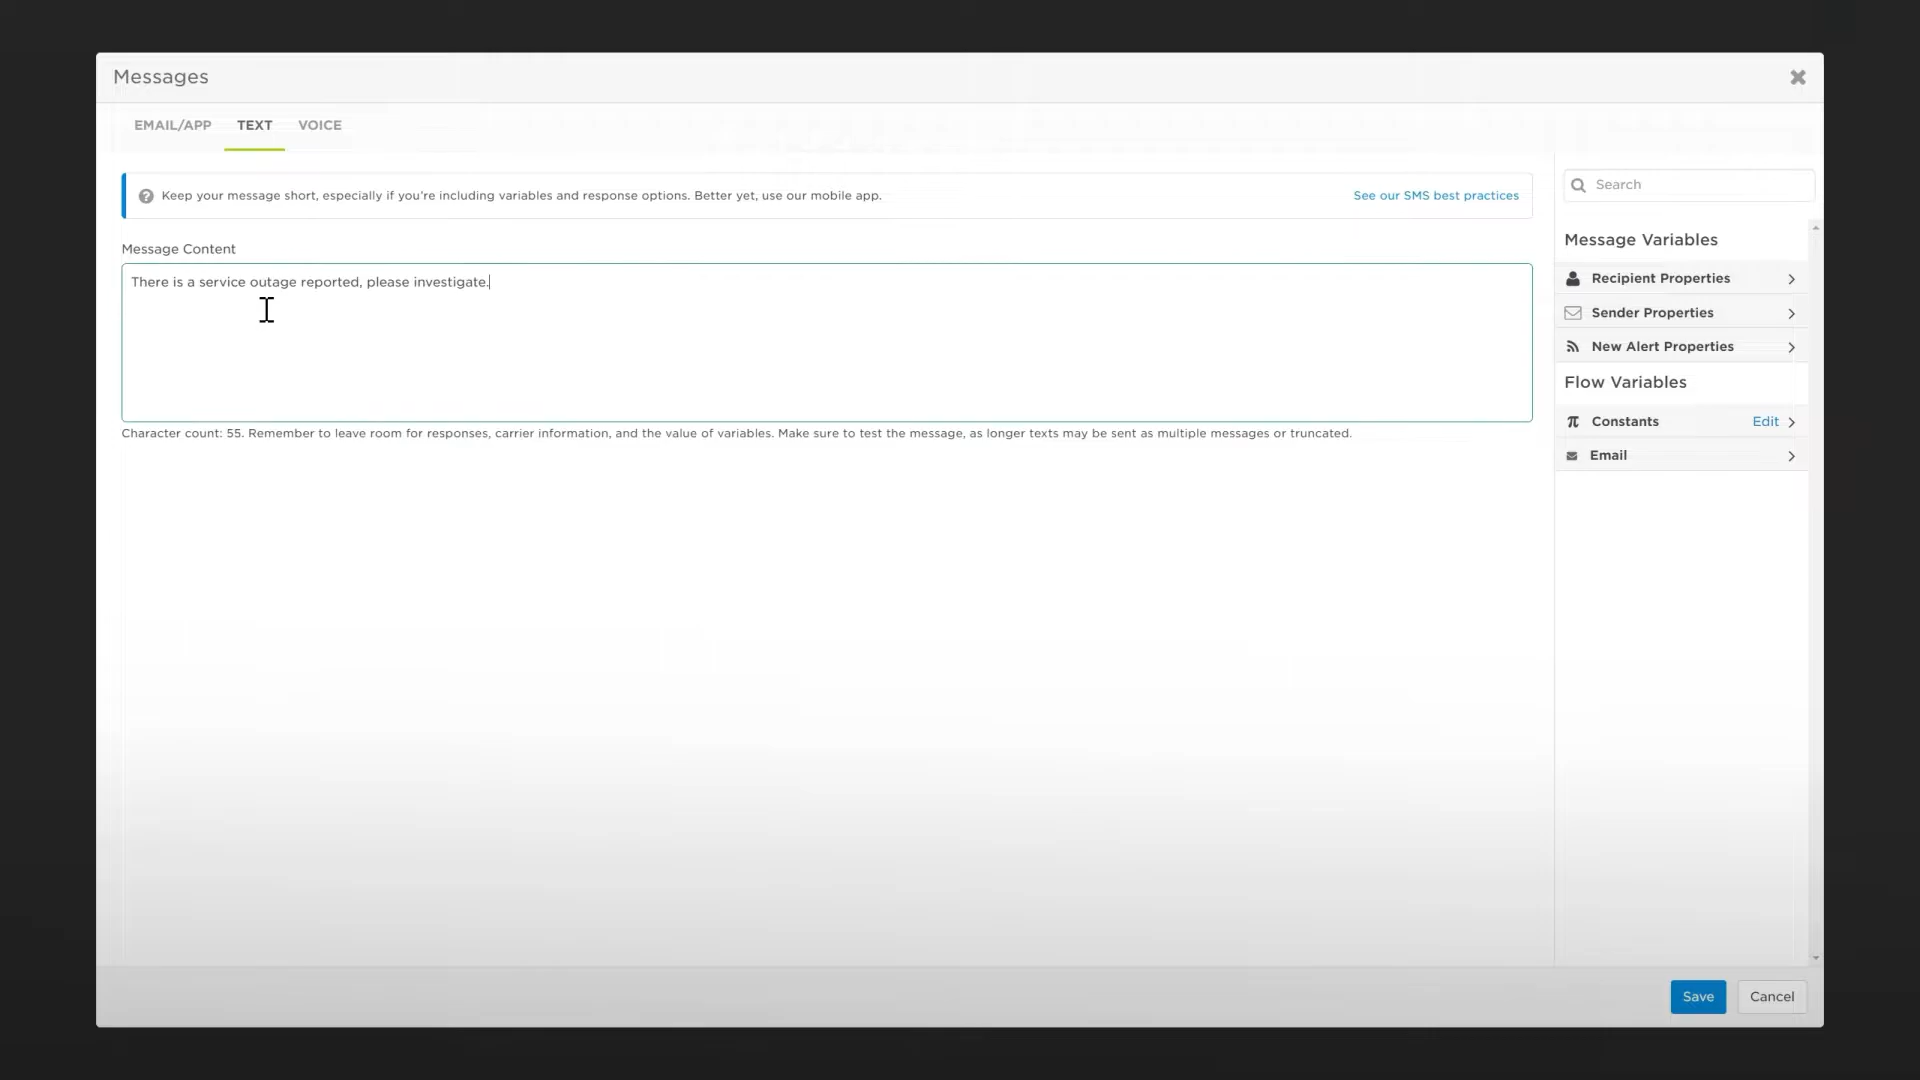 Messages
EMAIL/APP TEXT VOICE
Keep your message short, especially if you're including variables and response options. Better yet, use our mobile app. See our SMS best practices
Message Content
There is a service outage reported, please investigate.
Character count: 55. Remember to leave room for responses, carrier information, and the value of variables. Make sure to test the message, as longer texts may be sent as multiple messages or truncated.
Search
Message Variables
Recipient Properties
Sender Properties
New Alert Properties
Flow Variables
Constants Edit
Email
Save Cancel